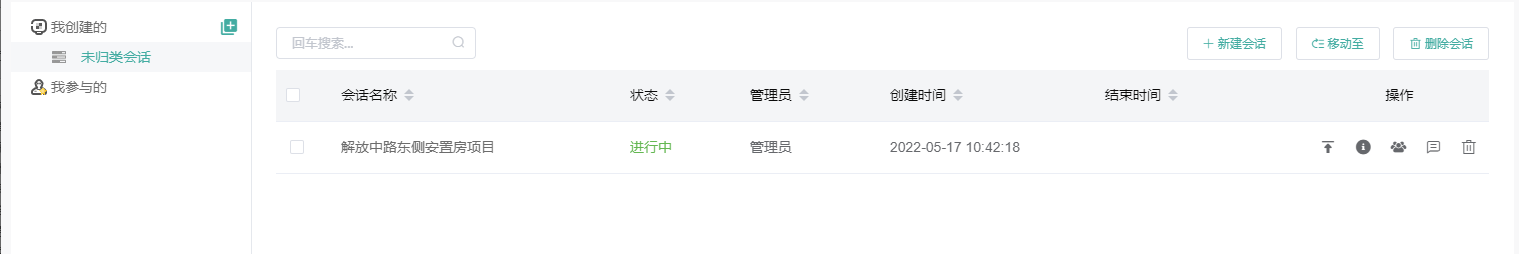 我创建的
未归类会话
我参与的
回车搜索...
新建会话 移动至 删除会话
会话名称 状态 管理员 创建时间 结束时间 操作
解放中路东侧安置房项目 进行中 管理员 2022-05-17 10:42:18